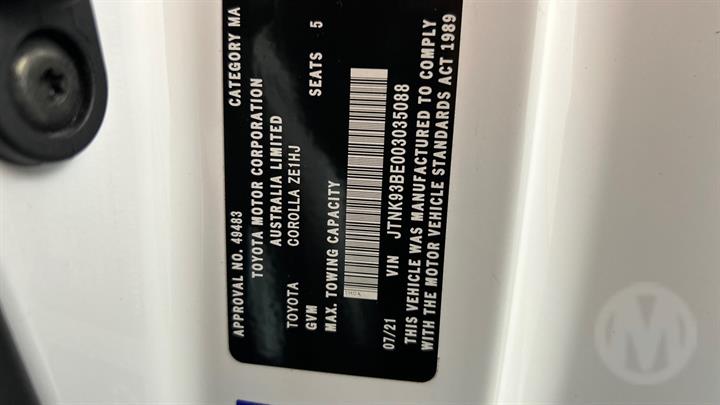 APPROVAL NO. 49483 CATEGORY MA
TOYOTA MOTOR CORPORATION
AUSTRALIA LIMITED
TOYOTA COROLLA ZE1HJ
GVM SEATS 5
MAX. TOWING CAPACITY
07/21 VIN JTNK93BE003035088
THIS VEHICLE WAS MANUFACTURED TO COMPLY
WITH THE MOTOR VEHICLE STANDARDS ACT 1989
M